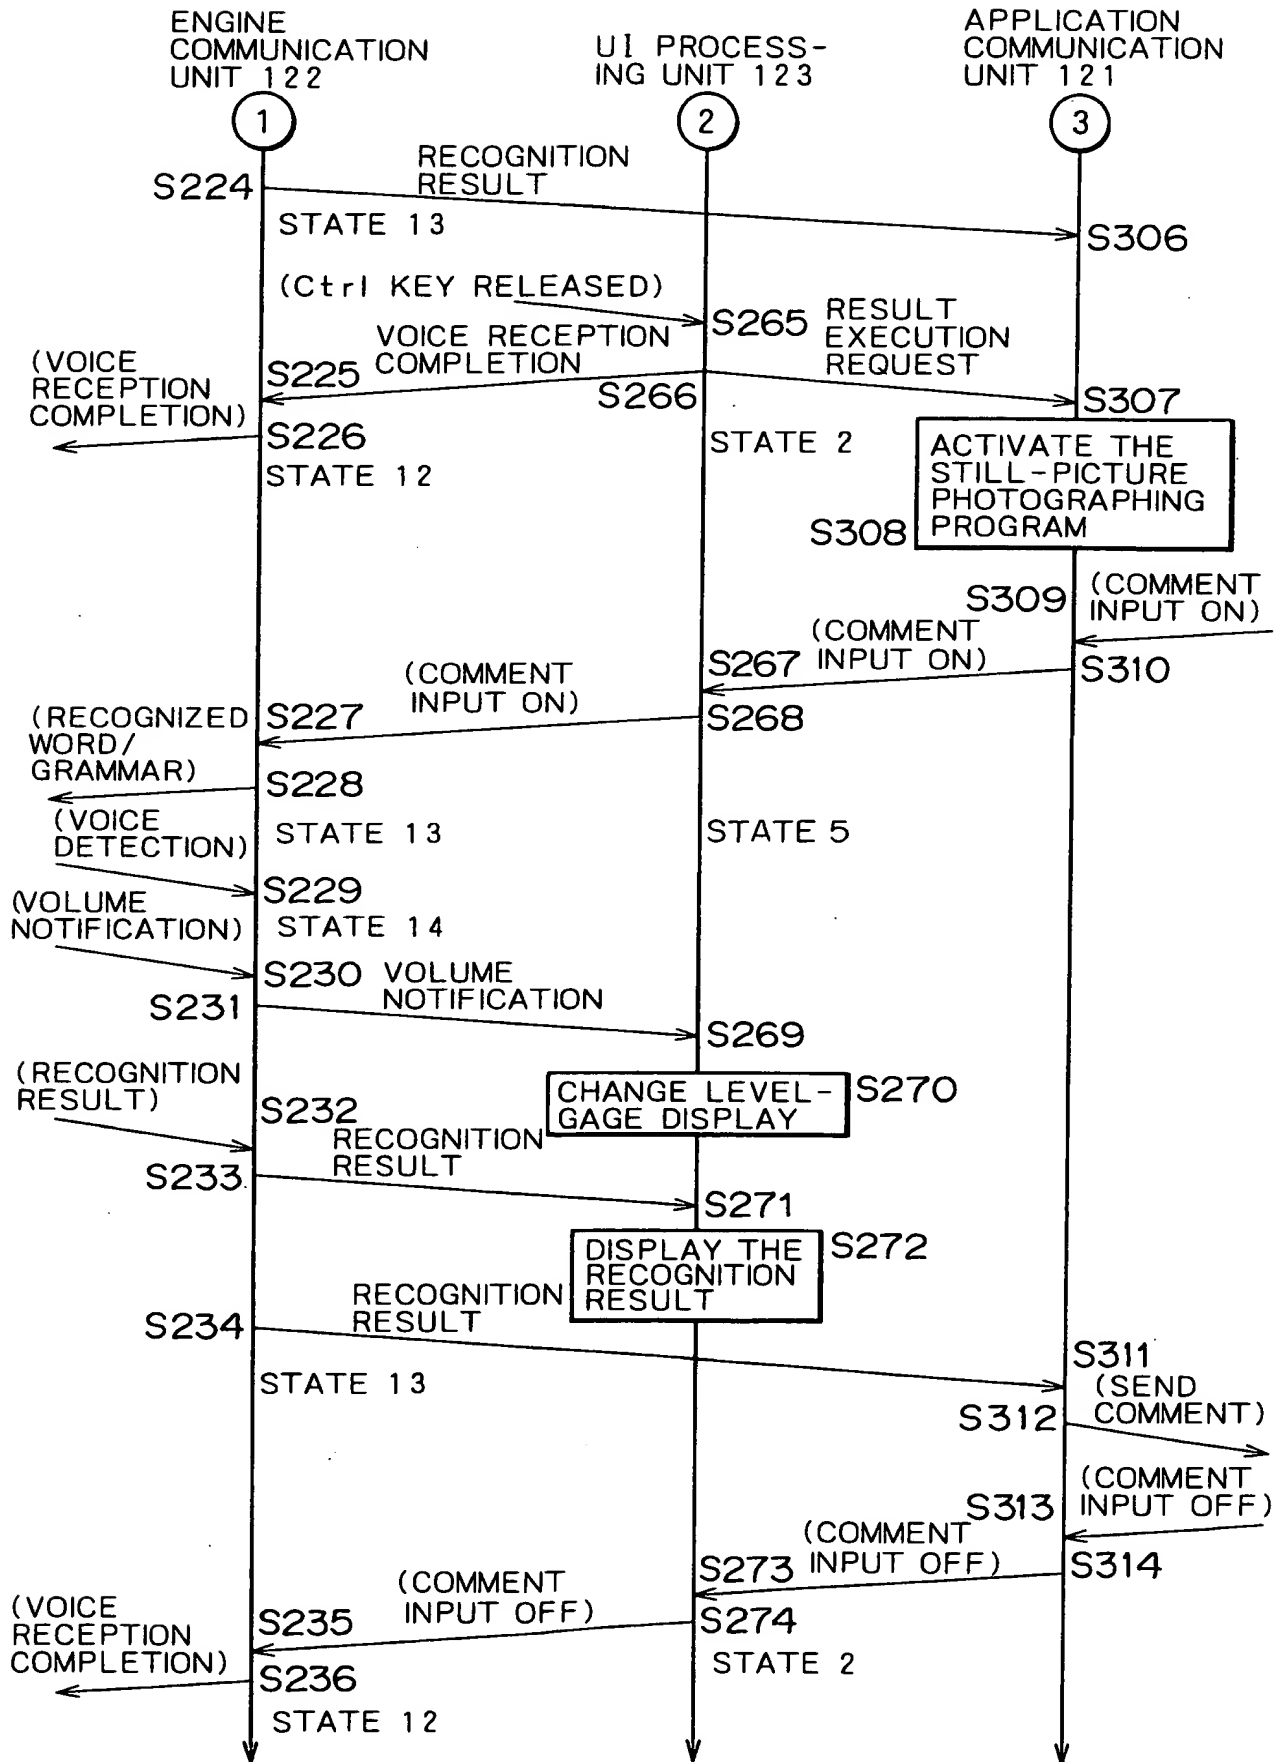 ENGINE
COMMUNICATION
UNIT 122
UI PROCESS-
ING UNIT 123
APPLICATION
COMMUNICATION
UNIT 121
1
2
3
RECOGNITION
RESULT
S224
STATE 13
S306
(Ctrl KEY RELEASED)
S265
RESULT
EXECUTION
REQUEST
VOICE RECEPTION
COMPLETION
(VOICE
RECEPTION
COMPLETION)
S225
S266
S307
S226
STATE 12
STATE 2
ACTIVATE THE
STILL-PICTURE
PHOTOGRAPHING
PROGRAM
S308
S309
(COMMENT
INPUT ON)
(COMMENT
INPUT ON)
S267
S310
(COMMENT
INPUT ON)
S227
S268
(RECOGNIZED
WORD/
GRAMMAR)
S228
(VOICE
DETECTION)
STATE 13
STATE 5
S229
(VOLUME
NOTIFICATION)
STATE 14
S230
VOLUME
NOTIFICATION
S231
S269
(RECOGNITION
RESULT)
CHANGE LEVEL-
GAGE DISPLAY
S270
S232
RECOGNITION
RESULT
S233
S271
DISPLAY THE
RECOGNITION
RESULT
S272
RECOGNITION
RESULT
S234
STATE 13
S311
(SEND
COMMENT)
S312
(COMMENT
INPUT OFF)
S313
(COMMENT
INPUT OFF)
S273
S314
(COMMENT
INPUT OFF)
(VOICE
RECEPTION
COMPLETION)
S235
S274
STATE 2
S236
STATE 12